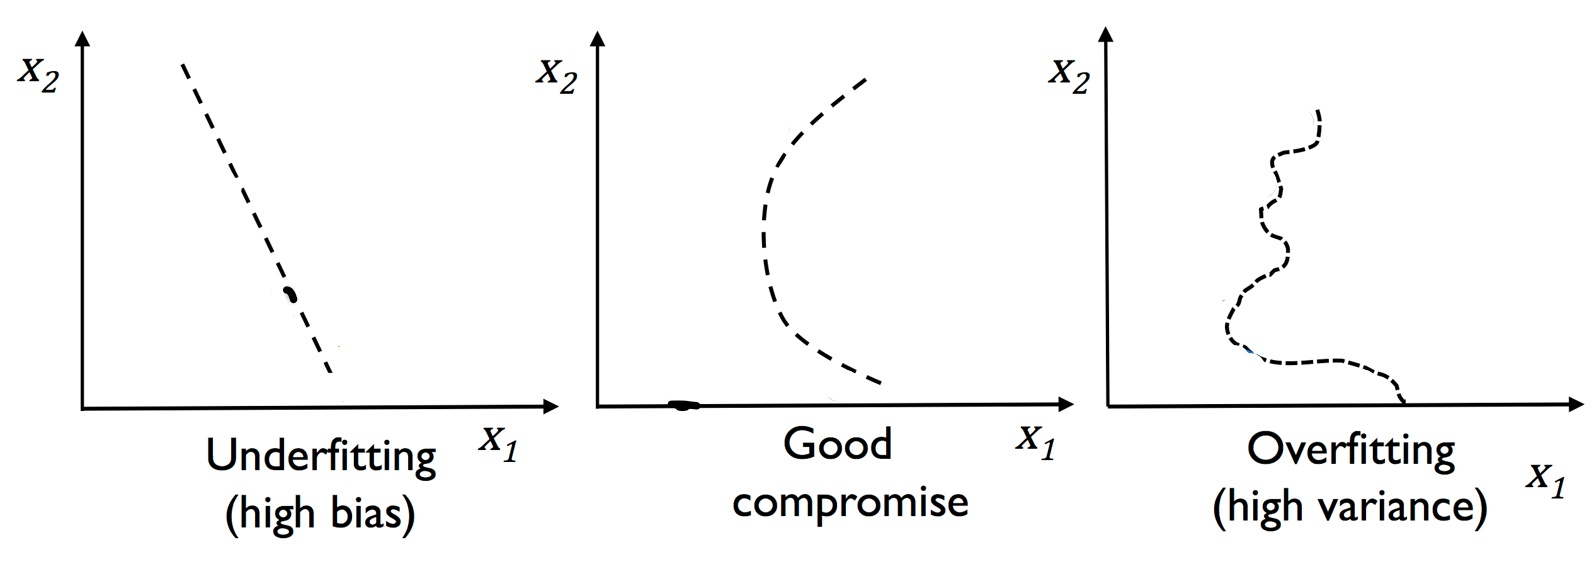 x₂
x₂
x₂
Underfitting
(high bias)
x₁
Good
compromise
x₁
Overfitting
(high variance)
x₁